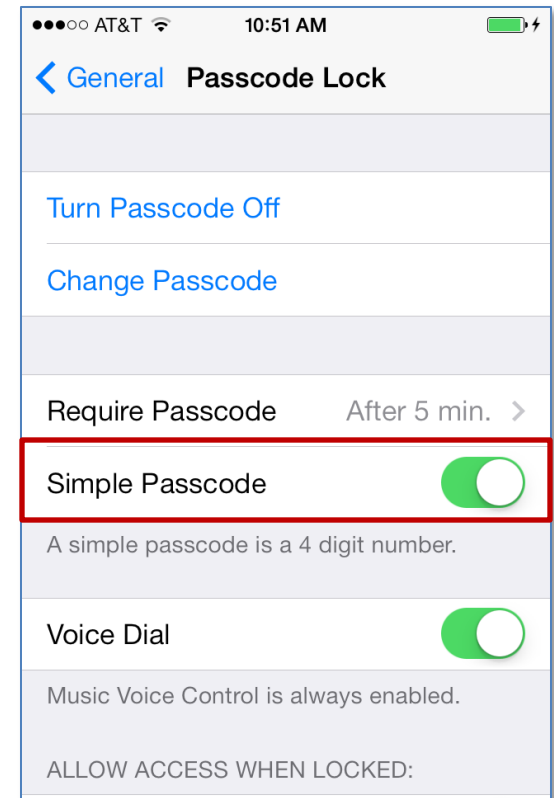 AT&T 10:51 AM
General Passcode Lock
Turn Passcode Off
Change Passcode
Require Passcode After 5 min.
Simple Passcode
A simple passcode is a 4 digit number.
Voice Dial
Music Voice Control is always enabled.
ALLOW ACCESS WHEN LOCKED: